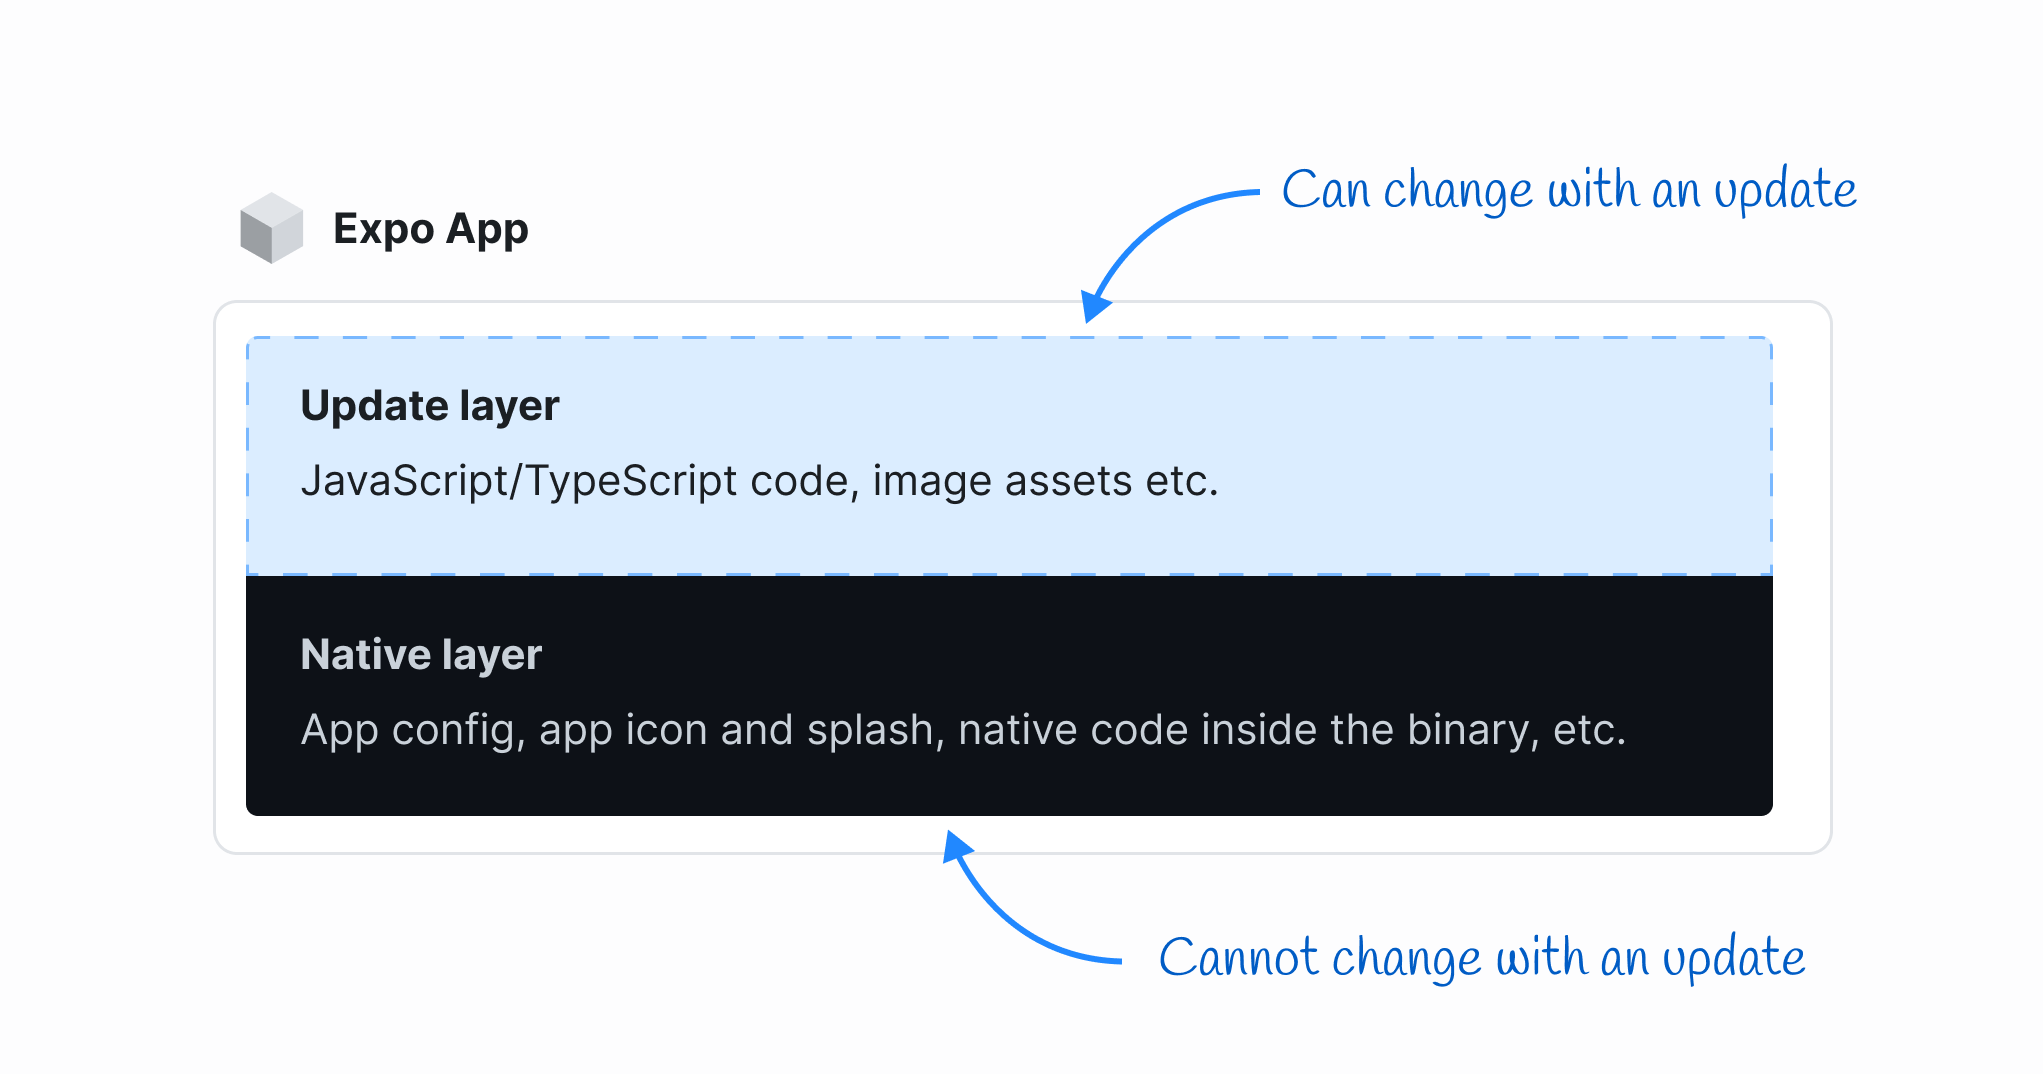 Can change with an update
Expo App
Update layer
JavaScript/TypeScript code, image assets etc.
Native layer
App config, app icon and splash, native code inside the binary, etc.
Cannot change with an update